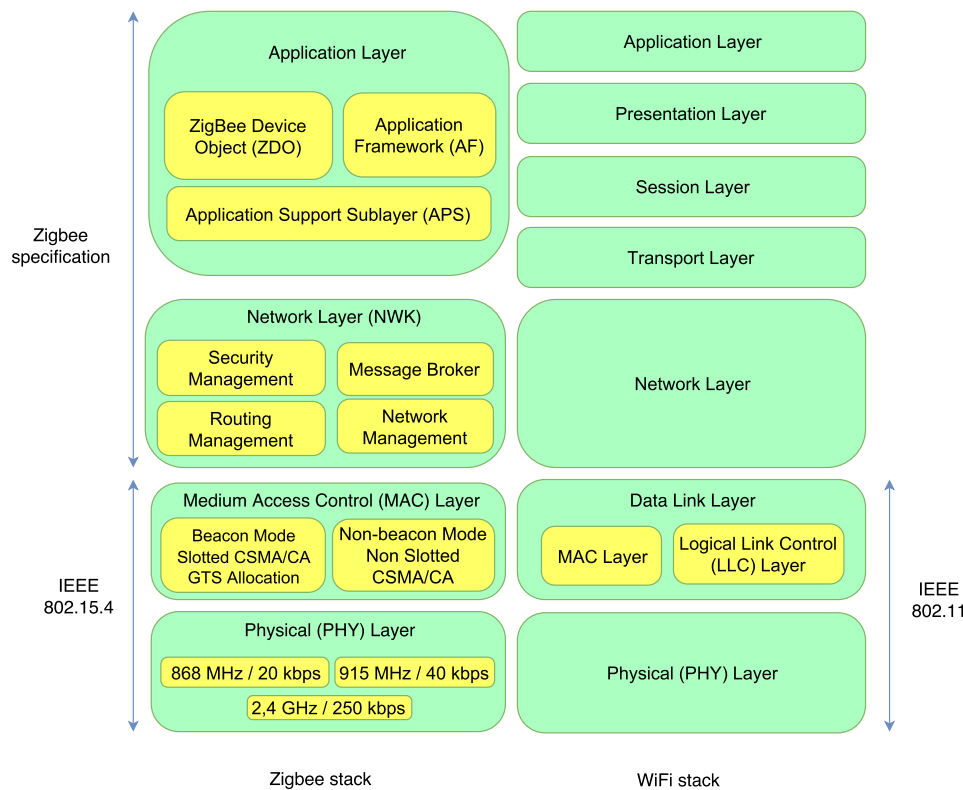 Application Layer
ZigBee Device
Object (ZDO)
Application
Framework (AF)
Application Support Sublayer (APS)
Zigbee
specification
Network Layer (NWK)
Security
Management
Message Broker
Routing
Management
Network
Management
Medium Access Control (MAC) Layer
Beacon Mode
Slotted CSMA/CA
GTS Allocation
Non-beacon Mode
Non Slotted
CSMA/CA
IEEE
802.15.4
Physical (PHY) Layer
868 MHz / 20 kbps
915 MHz / 40 kbps
2,4 GHz / 250 kbps
Zigbee stack
Application Layer
Presentation Layer
Session Layer
Transport Layer
Network Layer
Data Link Layer
MAC Layer
Logical Link Control
(LLC) Layer
IEEE
802.11
Physical (PHY) Layer
WiFi stack